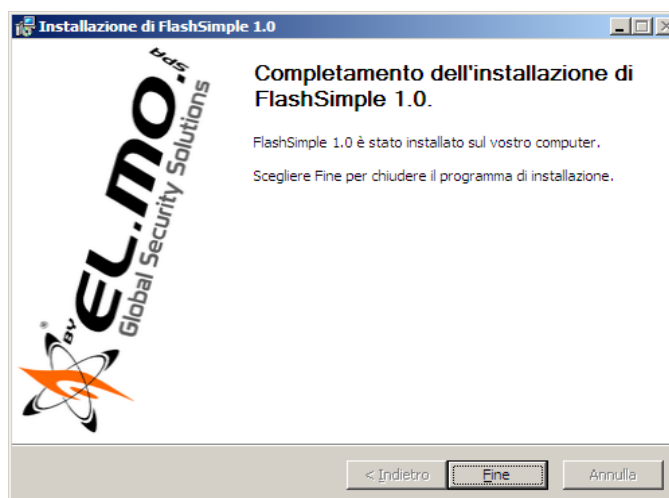 Installazione di FlashSimple 1.0
Completamento dell'installazione di
FlashSimple 1.0.
FlashSimple 1.0 è stato installato sul vostro computer.
Scegliere Fine per chiudere il programma di installazione.
BY EL.MO. SPA
®
Global Security Solutions
< Indietro
Fine
Annulla